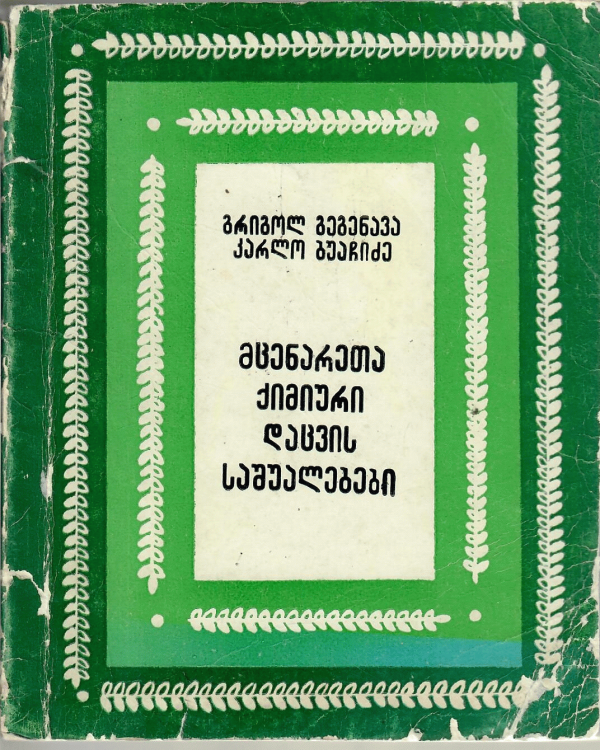 გრიგოლ გეგენავა
კარლო ბუაჩიძე
მცენარეთა
ქიმიური
დაცვის
საშუალებები